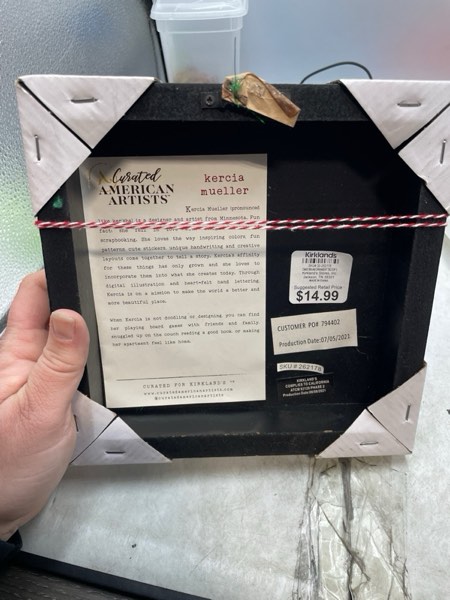 Curated
AMERICAN
ARTISTS
kercia
mueller
Kercia Mueller (pronounced
is a designer and artist from Minnesota. Fun
scrapbooking. She loves the way inspiring colors, fun
patterns, cute stickers, unique handwriting and creative
layouts come together to tell a story. Kercia's affinity
for these things has only grown and she loves to
incorporate them into what she creates today. Through
digital illustration and heart-felt hand lettering
Kercia is on a mission to make the world a better and
more beautiful place.
When Kercia is not doodling or designing you can find
her playing board games with friends and family
snuggled up on the couch reading a good book, or making
her apartment feel like home.
CURATED FOR KIRKLAND'S
Kirklands
Suggested Retail Price
$14.99
CUSTOMER PO# 794402
Production Date:07/05/2021
SKU# 262178
KIRKLAND'S
COMPLIES TO CALIFORNIA